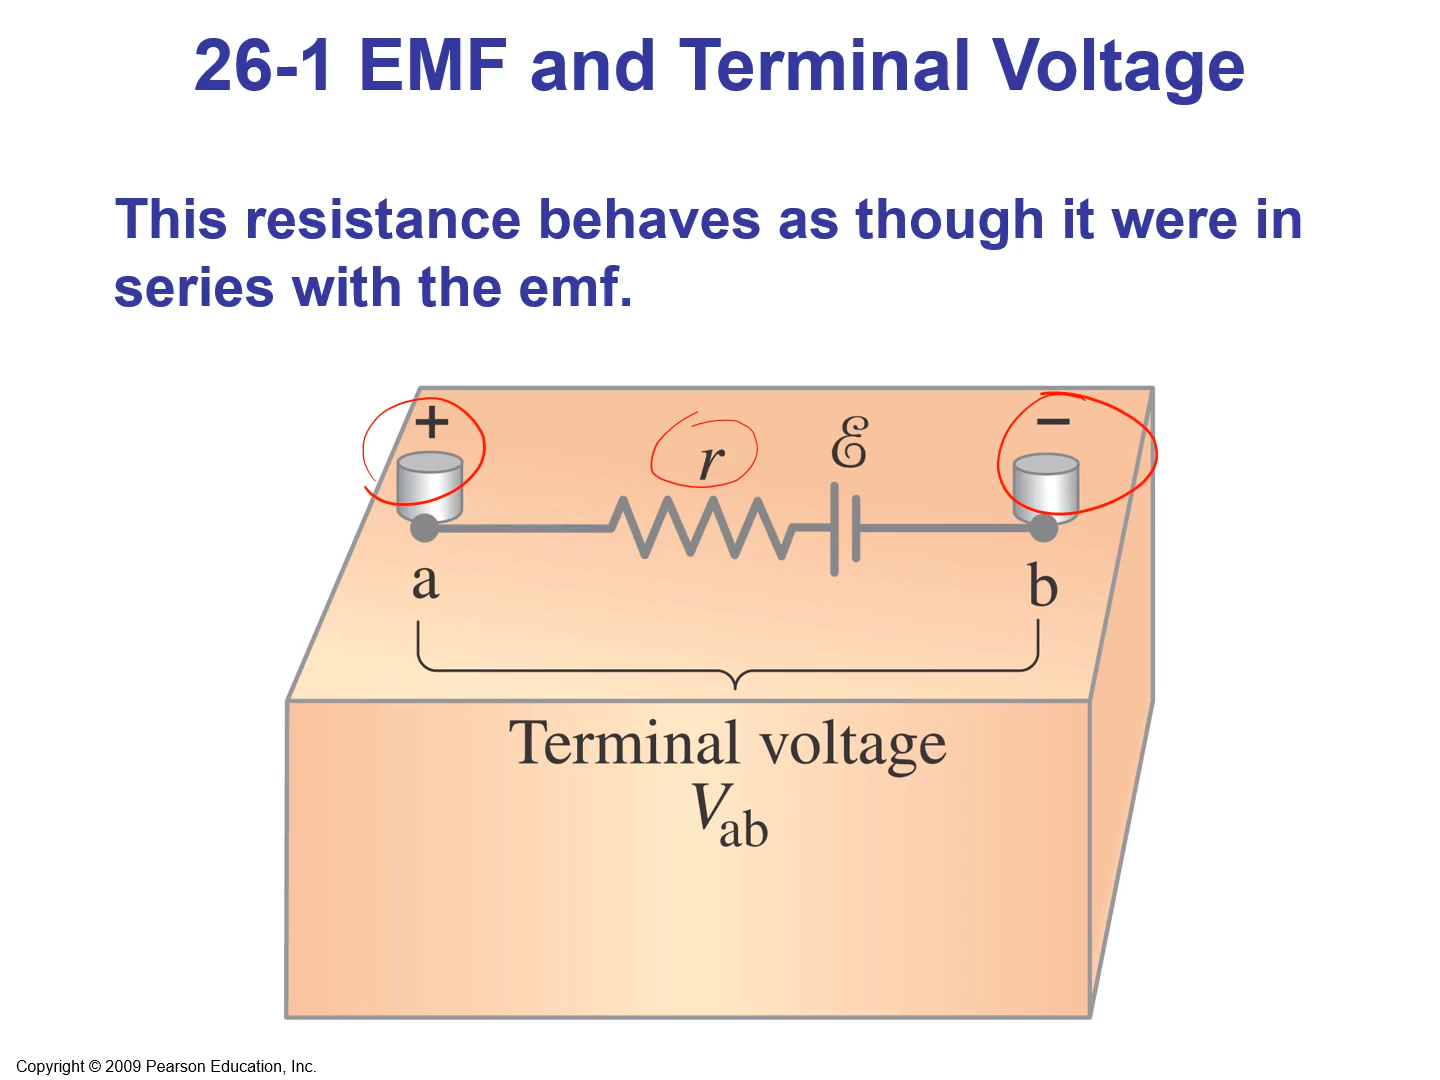 26-1 EMF and Terminal Voltage
This resistance behaves as though it were in
series with the emf.
+ −
r ℰ
a b
Terminal voltage
Vab
Copyright © 2009 Pearson Education, Inc.